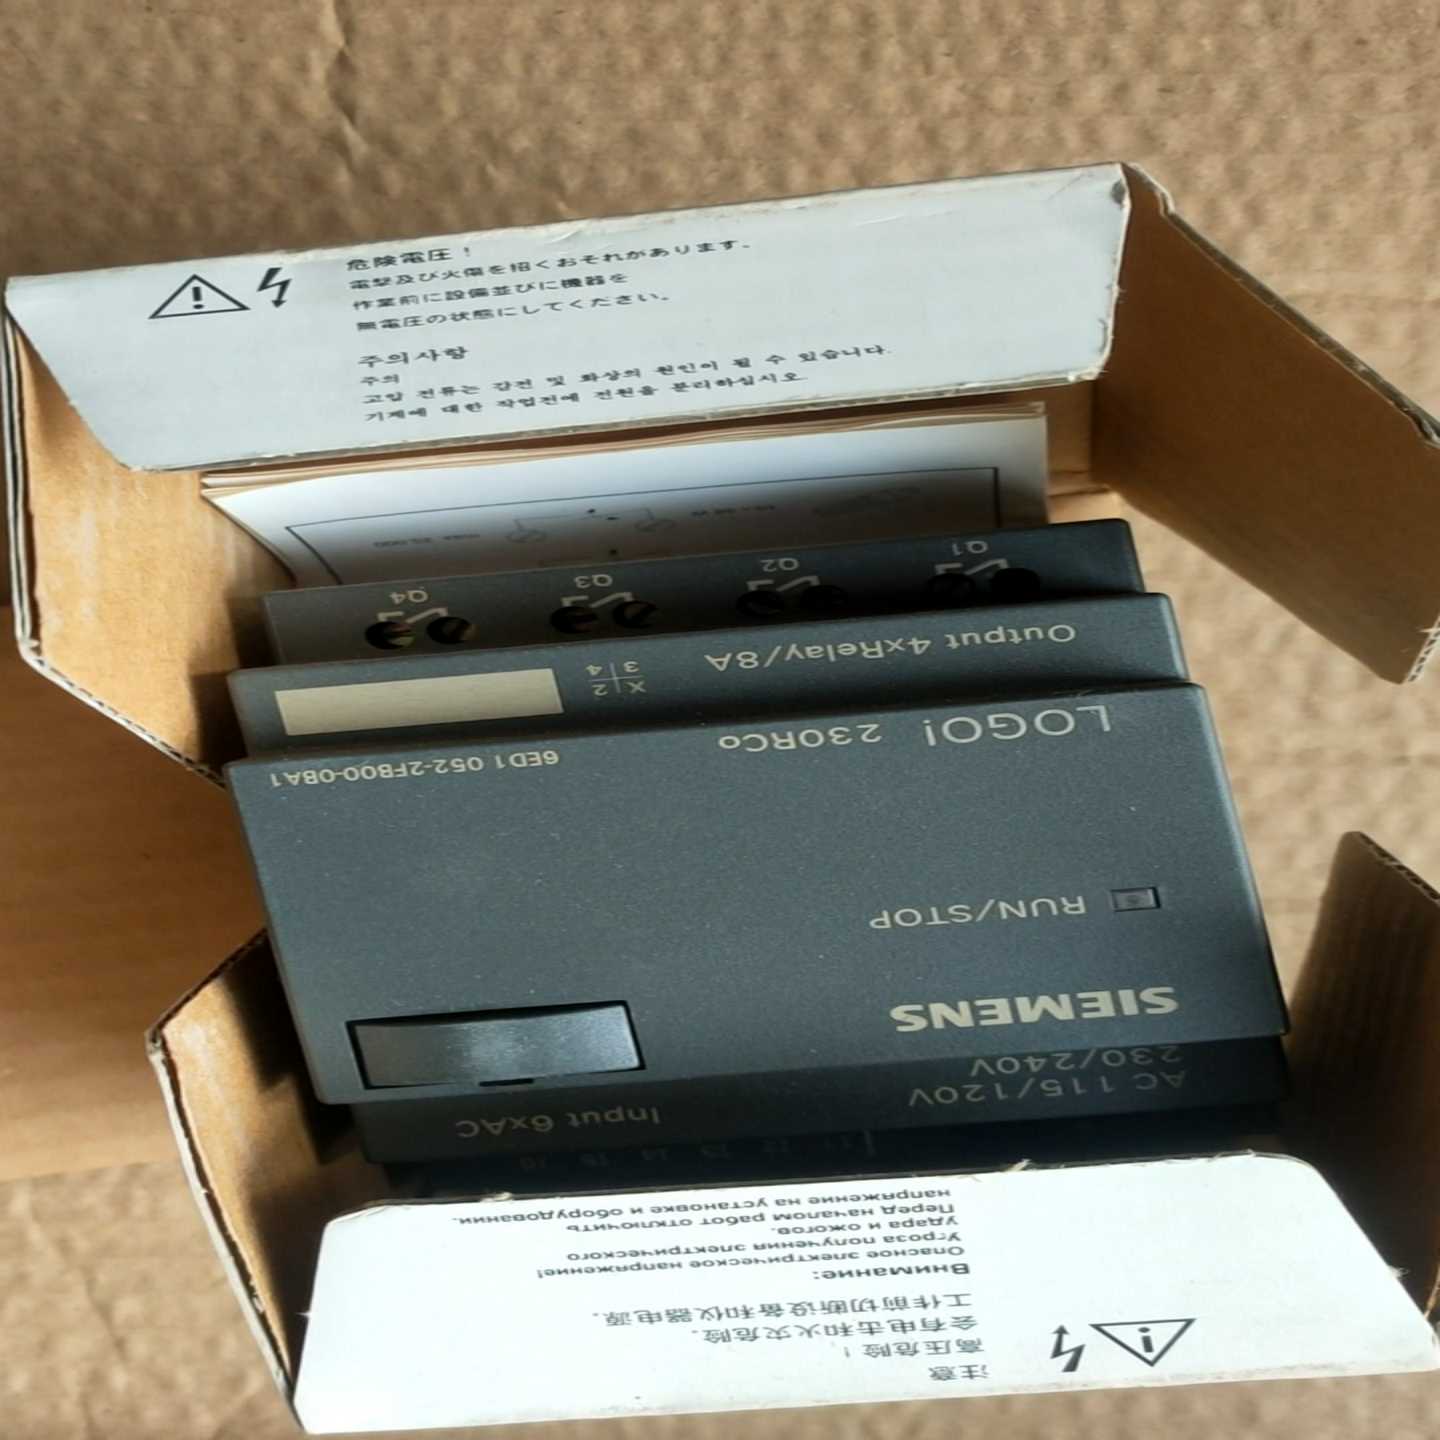 危険電圧！
電撃及び火傷を招くおそれがあります。
作業前に設備並びに機器を
無電圧の状態にしてください。
주의사항
주의
고압 전류는 감전 및 화상의 원인이 될 수 있습니다.
기계에 대한 작업전에 전원을 분리하십시오.
注意
高压危险！
会有电击和火灾危险.
工作前切断设备和仪器电源.
Внимание:
Опасное электрическое напряжение!
Угроза получения электрического
удара и ожогов.
Перед началом работ отключить
напряжение на установке и оборудовании.
AC 115/120V
230/240V
Input 6xAC
SIEMENS
RUN/STOP
LOGO! 230RCo
6ED1 052-2FB00-0BA1
Output 4xRelay/8A
X 2
3 4
Q1 Q2 Q3 Q4